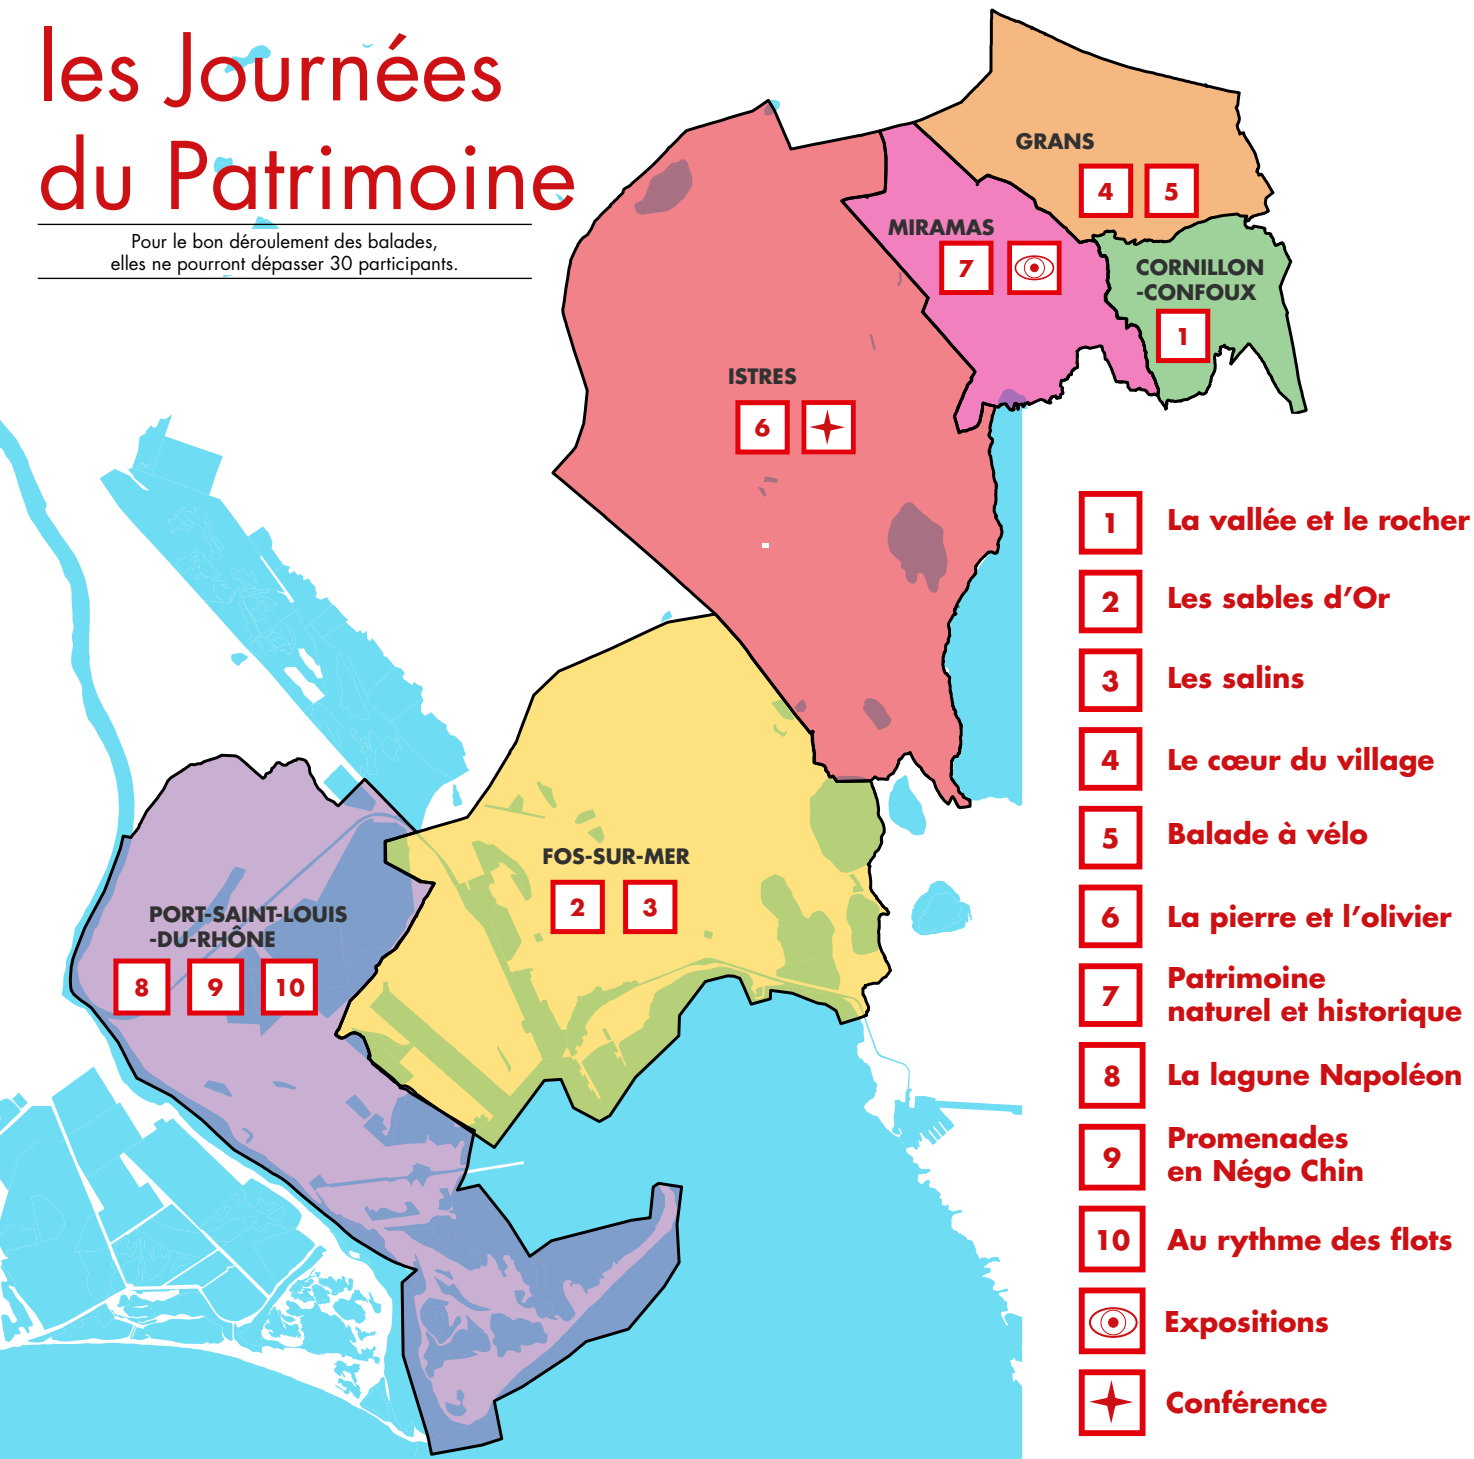 les Journées
du Patrimoine
Pour le bon déroulement des balades,
elles ne pourront dépasser 30 participants.
GRANS
4 5
MIRAMAS
7
CORNILLON
-CONFOUX
1
ISTRES
6
FOS-SUR-MER
2 3
PORT-SAINT-LOUIS
-DU-RHÔNE
8 9 10
1 La vallée et le rocher
2 Les sables d’Or
3 Les salins
4 Le cœur du village
5 Balade à vélo
6 La pierre et l’olivier
7 Patrimoine
naturel et historique
8 La lagune Napoléon
9 Promenades
en Négo Chin
10 Au rythme des flots
Expositions
Conférence